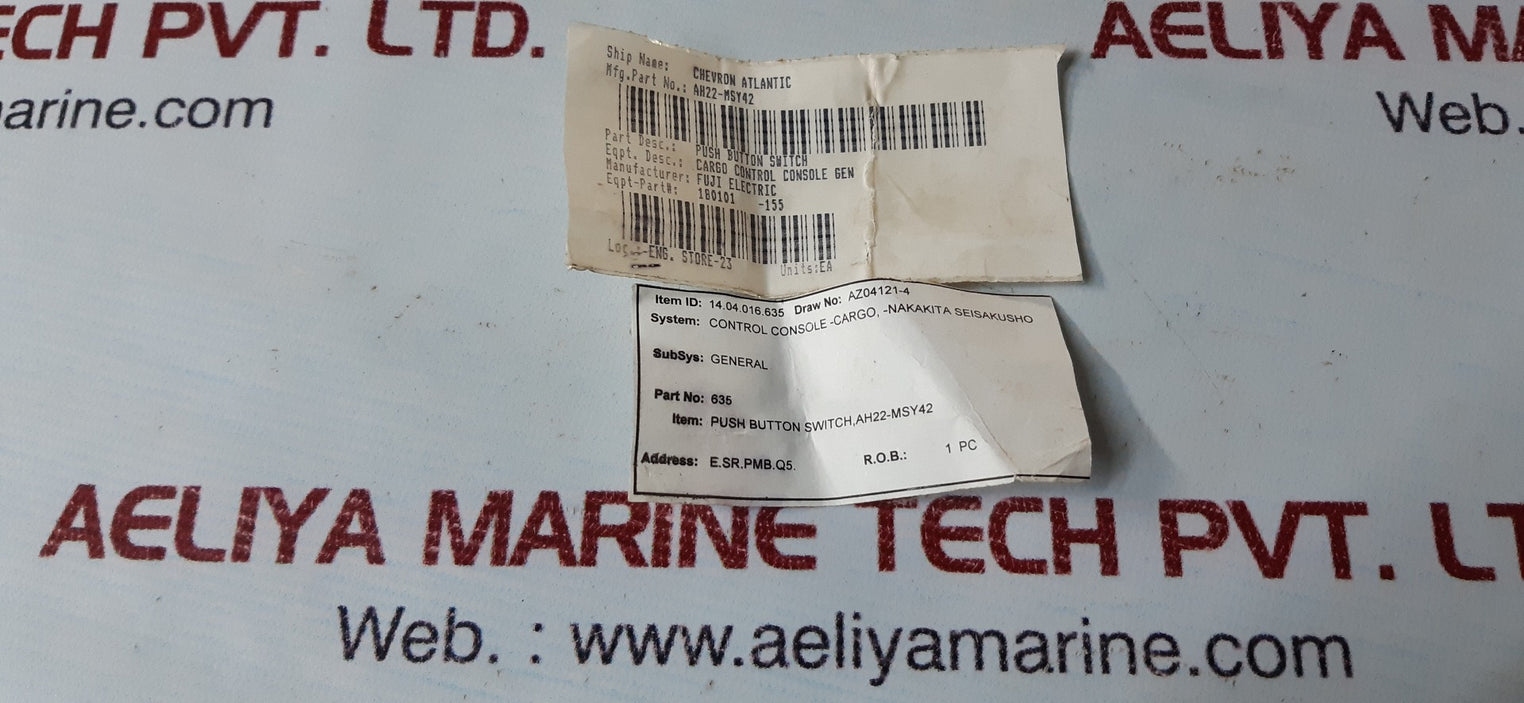 ECH PVT. LTD.
AELIYA MA
arine.com
Web.
Ship Name: CHEVRON ATLANTIC
Mfg.Part No.: AH22-MSY42
Part Desc.: PUSH BUTTON SWITCH
Eqpt. Desc.: CARGO CONTROL CONSOLE GEN
Manufacturer: FUJI ELECTRIC
Eqpt-Part#: 180101 -155
Loc.: ENG. STORE-23 Units:EA
Item ID: 14.04.016.635 Draw No: AZ04121-4
System: CONTROL CONSOLE -CARGO, -NAKAKITA SEISAKUSHO
SubSys: GENERAL
Part No: 635
Item: PUSH BUTTON SWITCH,AH22-MSY42
Address: E.SR.PMB.Q5. R.O.B.: 1 PC
AELIYA MARINE TECH PVT. LT
Web. : www.aeliyamarine.com